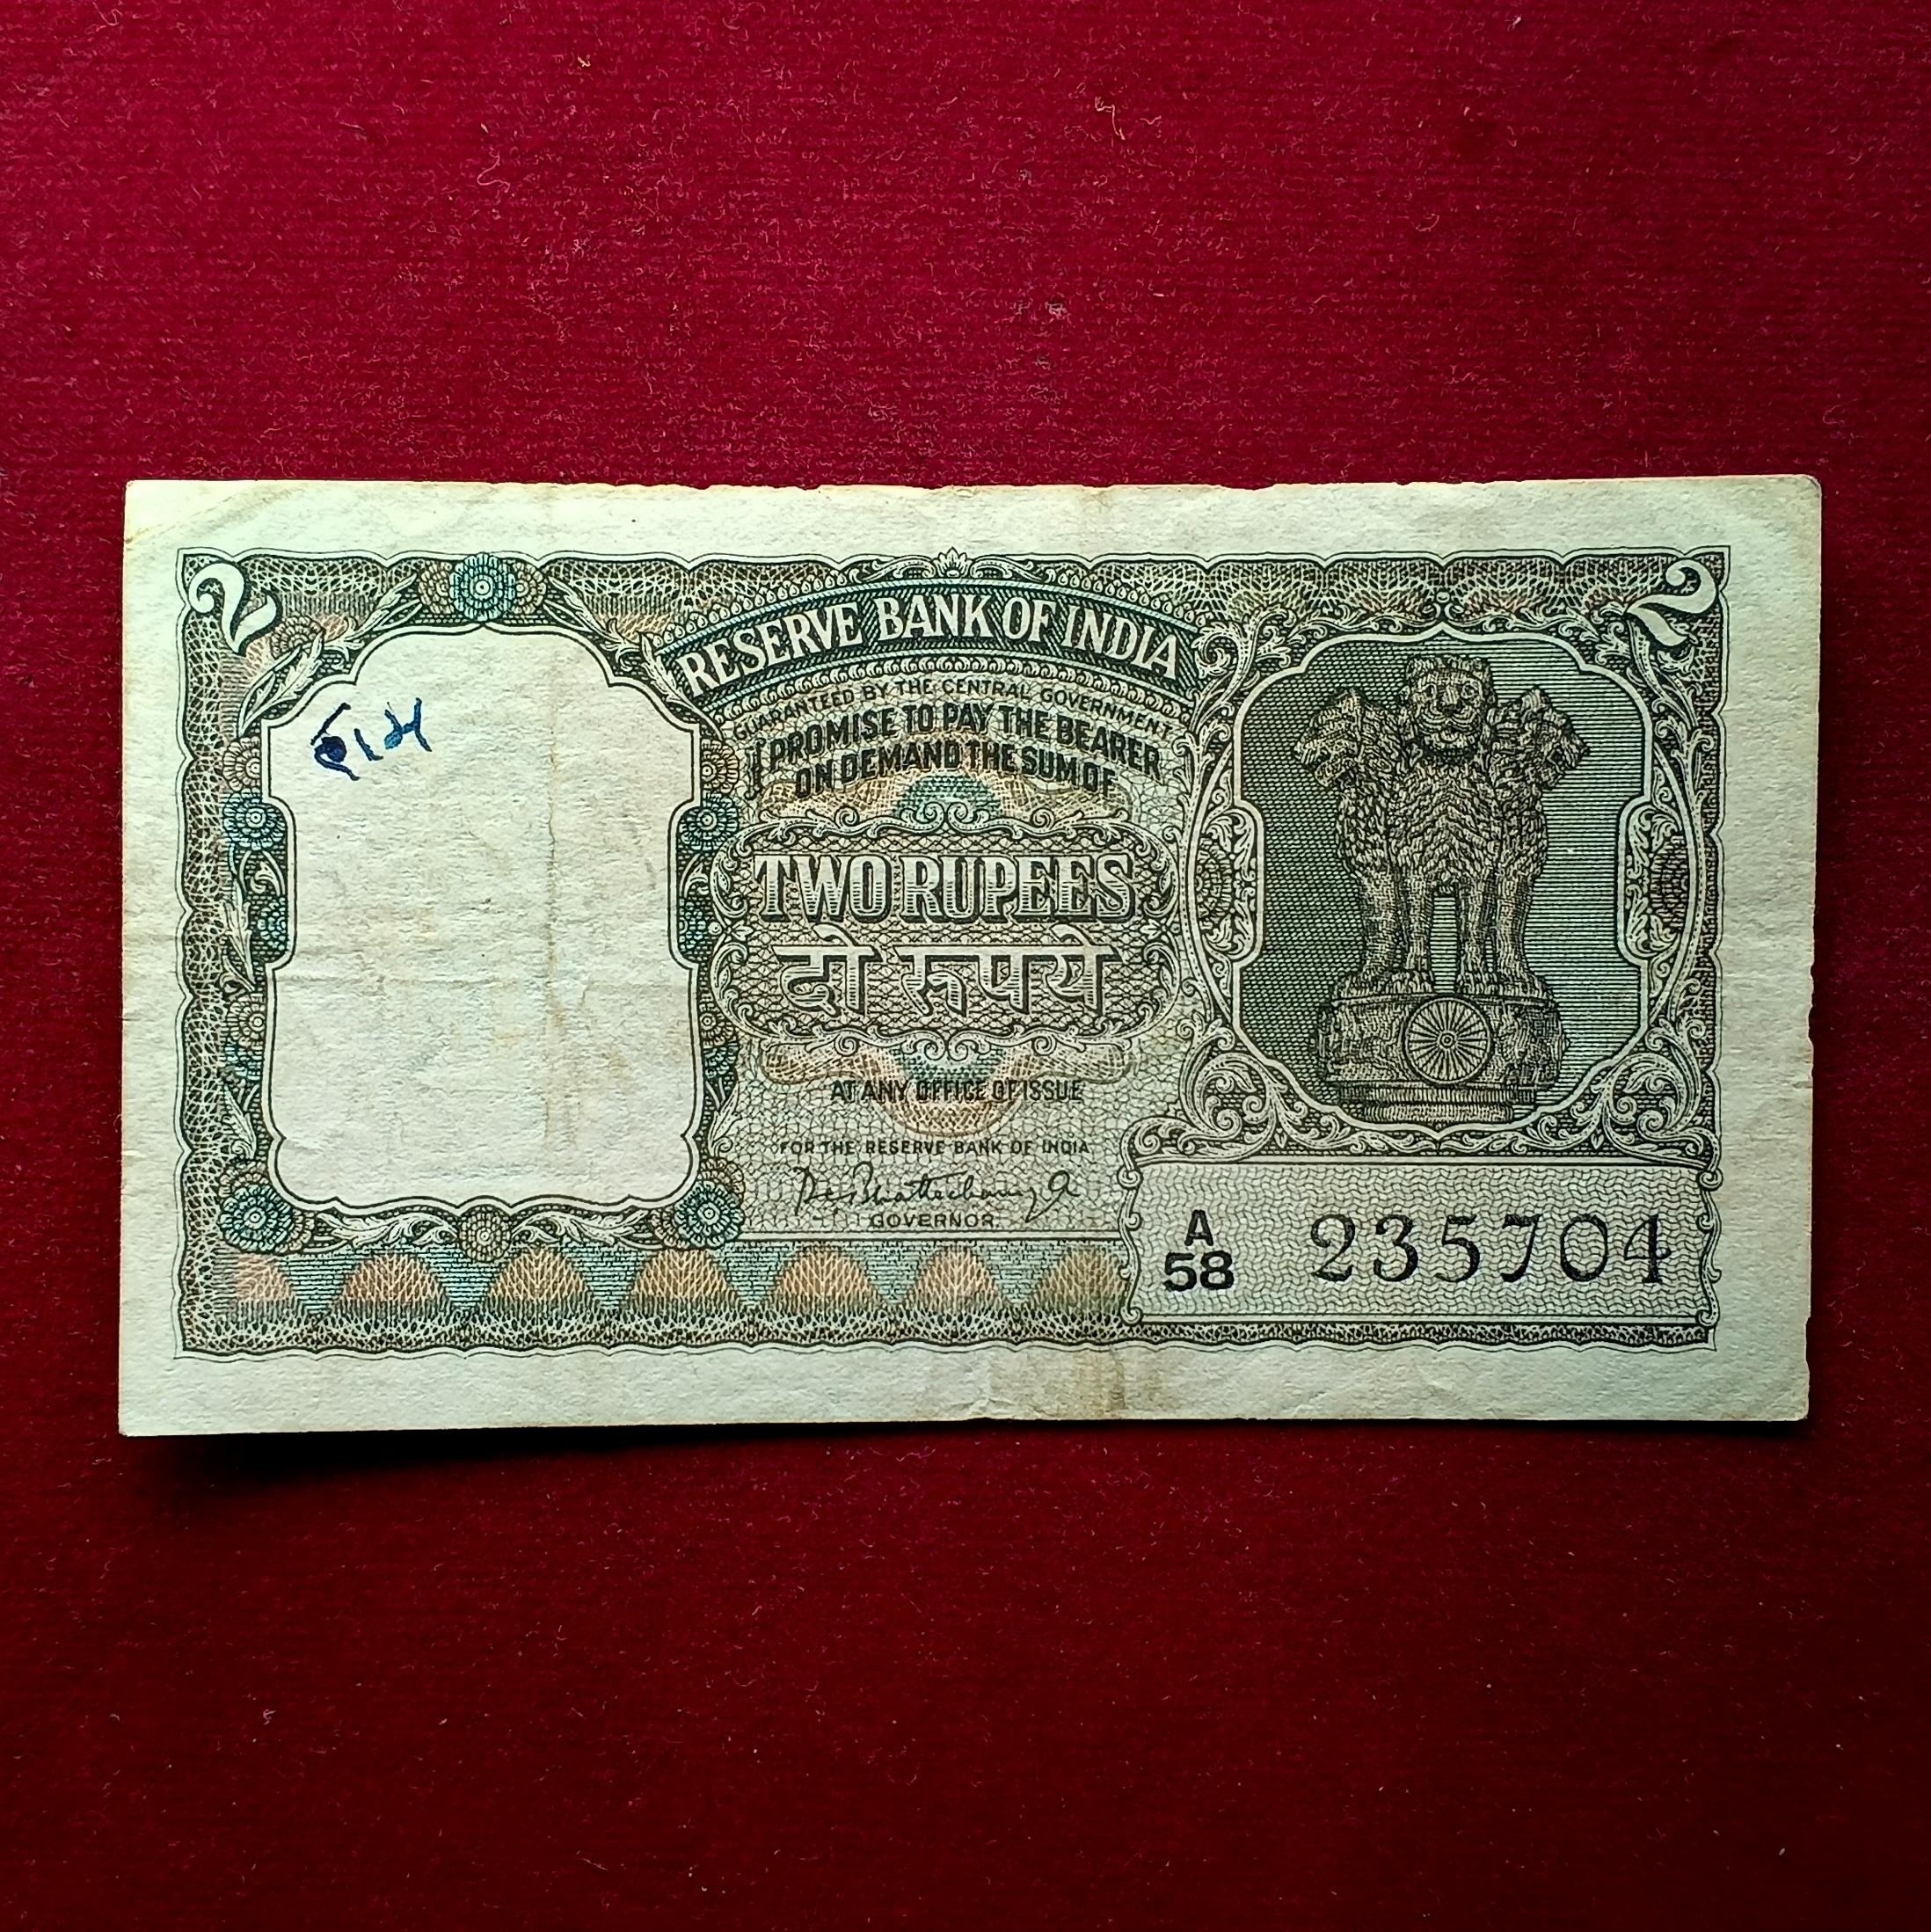 2
2
RESERVE BANK OF INDIA
GUARANTEED BY THE CENTRAL GOVERNMENT
I PROMISE TO PAY THE BEARER
ON DEMAND THE SUM OF
TWO RUPEES
दो रुपये
AT ANY OFFICE OF ISSUE
FOR THE RESERVE BANK OF INDIA
GOVERNOR.
A
58 235704